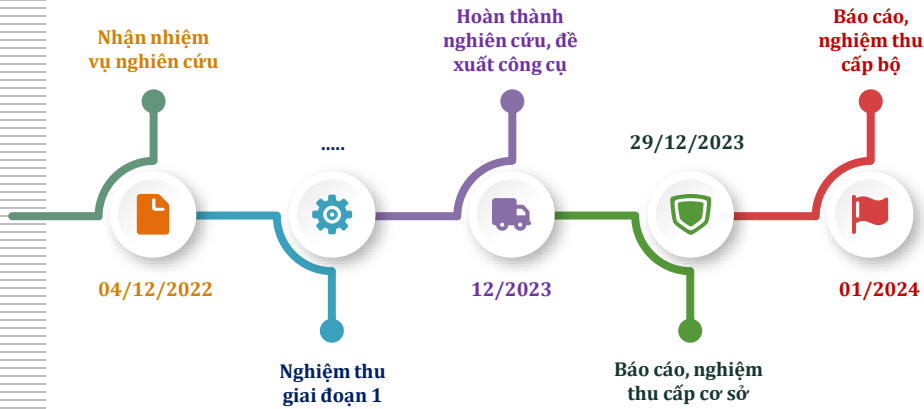 Nhận nhiệm
vụ nghiên cứu
04/12/2022
.....
Nghiệm thu
giai đoạn 1
Hoàn thành
nghiên cứu, đề
xuất công cụ
12/2023
29/12/2023
Báo cáo, nghiệm
thu cấp cơ sở
Báo cáo,
nghiệm thu
cấp bộ
01/2024